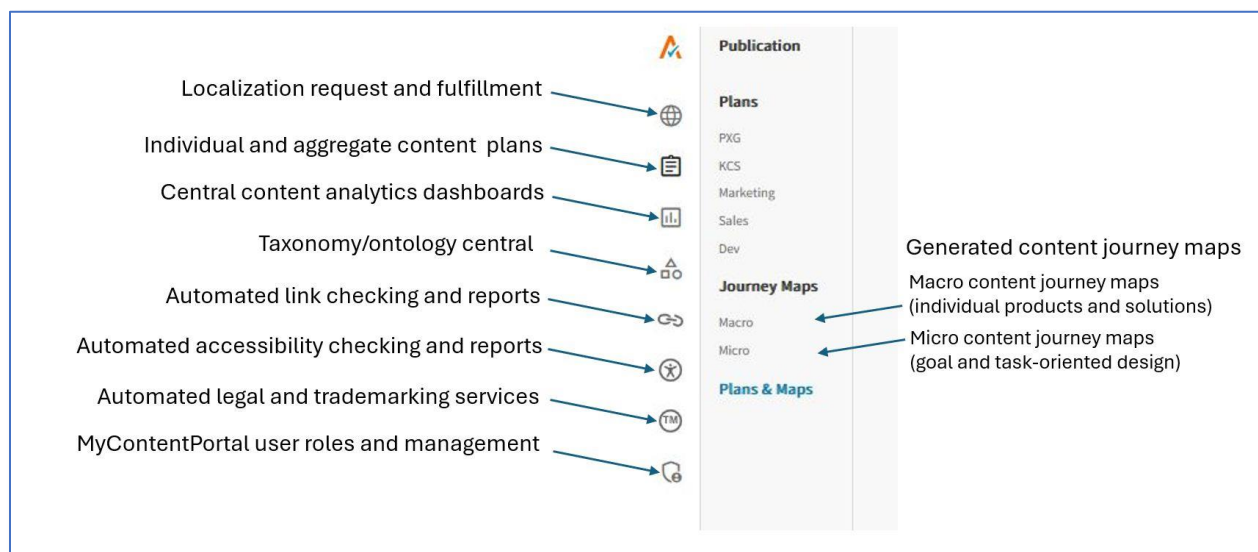 Localization request and fulfillment
Individual and aggregate content plans
Central content analytics dashboards
Taxonomy/ontology central
Automated link checking and reports
Automated accessibility checking and reports
Automated legal and trademarking services
MyContentPortal user roles and management
TM
Publication
Plans
PXG
KCS
Marketing
Sales
Dev
Journey Maps
Macro
Micro
Plans & Maps
Generated content journey maps
Macro content journey maps
(individual products and solutions)
Micro content journey maps
(goal and task-oriented design)